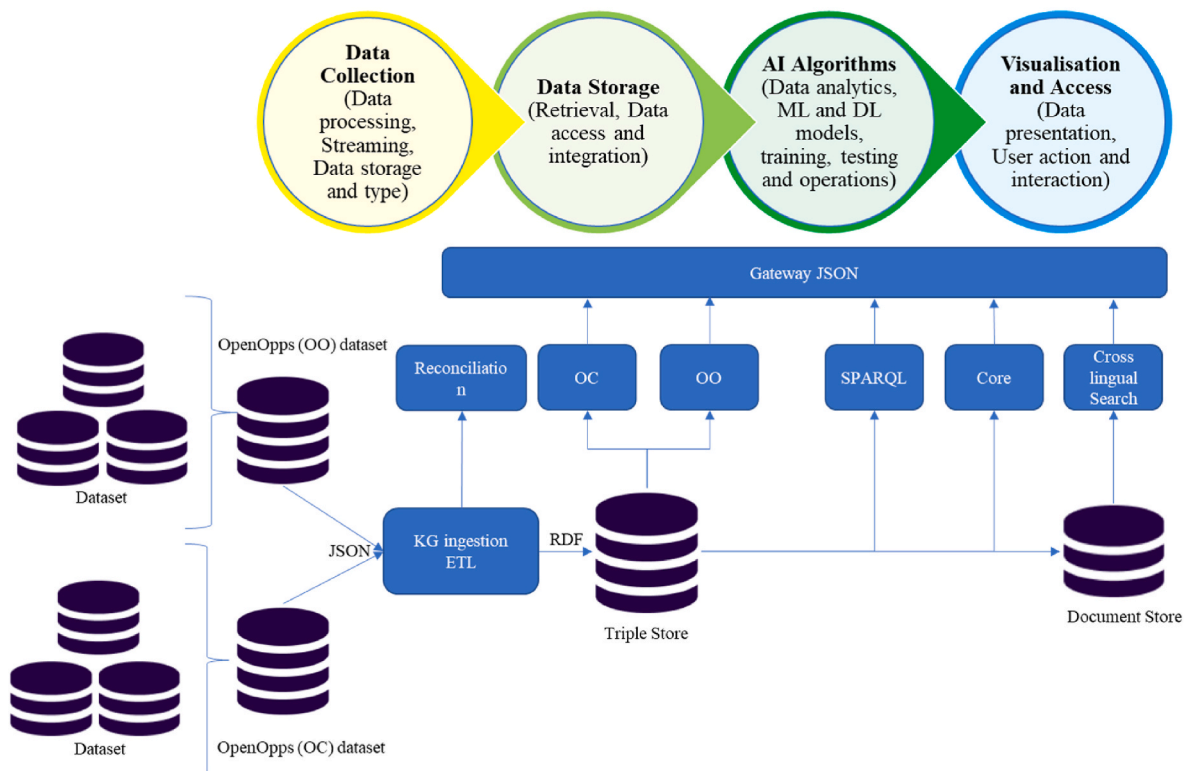 Data
Collection
(Data
processing,
Streaming,
Data storage
and type)
Data Storage
(Retrieval, Data
access and
integration)
AI Algorithms
(Data analytics,
ML and DL
models,
training, testing
and operations)
Visualisation
and Access
(Data
presentation,
User action and
interaction)
Gateway JSON
OpenOpps (OO) dataset
Reconciliatio
n
OC
OO
SPARQL
Core
Cross
lingual
Search
Dataset
JSON
KG ingestion
ETL
RDF
Triple Store
Document Store
Dataset
OpenOpps (OC) dataset